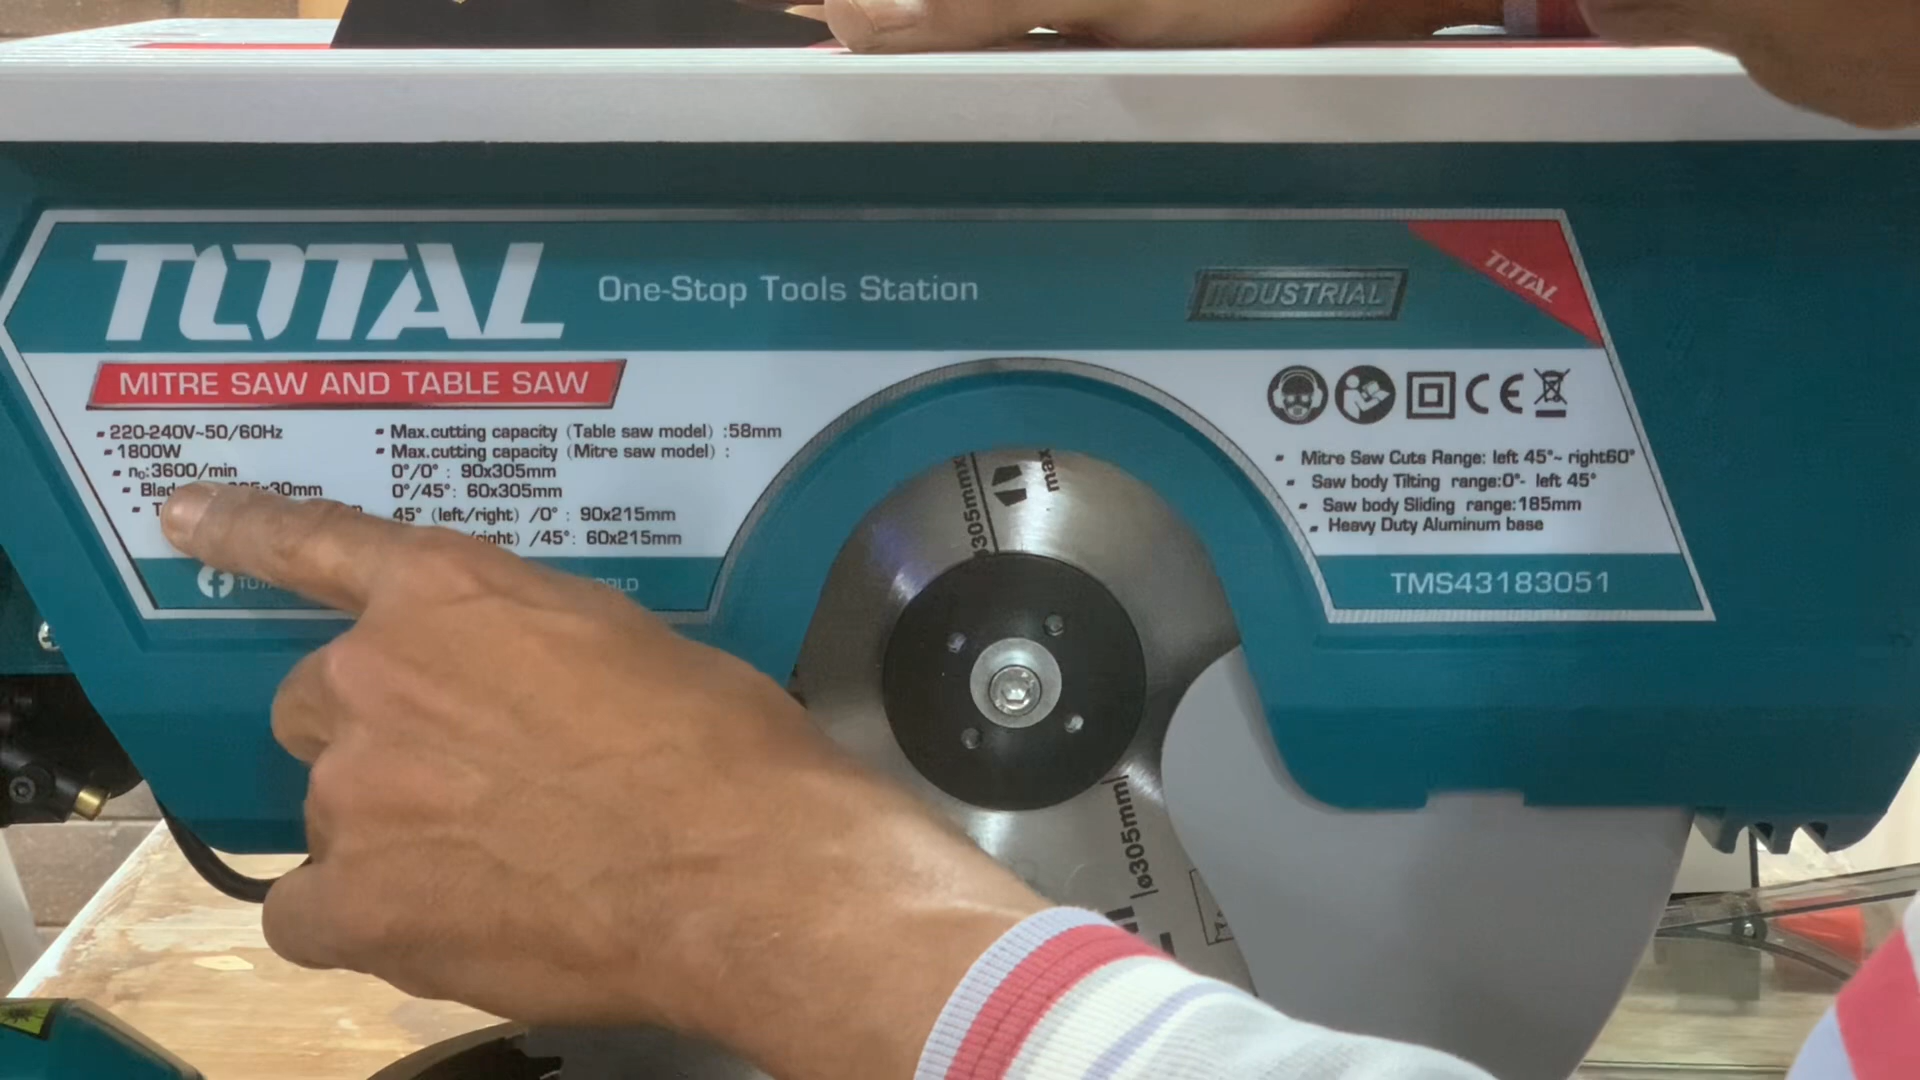 TOTAL
One-Stop Tools Station
INDUSTRIAL
TOTAL
MITRE SAW AND TABLE SAW
- 220-240V~50/60Hz
- 1800W
- n₀:3600/min
30mm
- Max.cutting capacity (Table saw model) :58mm
- Max.cutting capacity (Mitre saw model) :
0°/0° : 90x305mm
0°/45°: 60x305mm
45° (left/right) /0° : 90x215mm
/45°: 60x215mm
CE
- Mitre Saw Cuts Range: left 45°~ right60°
- Saw body Tilting range:0°- left 45°
- Saw body Sliding range:185mm
- Heavy Duty Aluminum base
TMS43183051
max
ø305mm